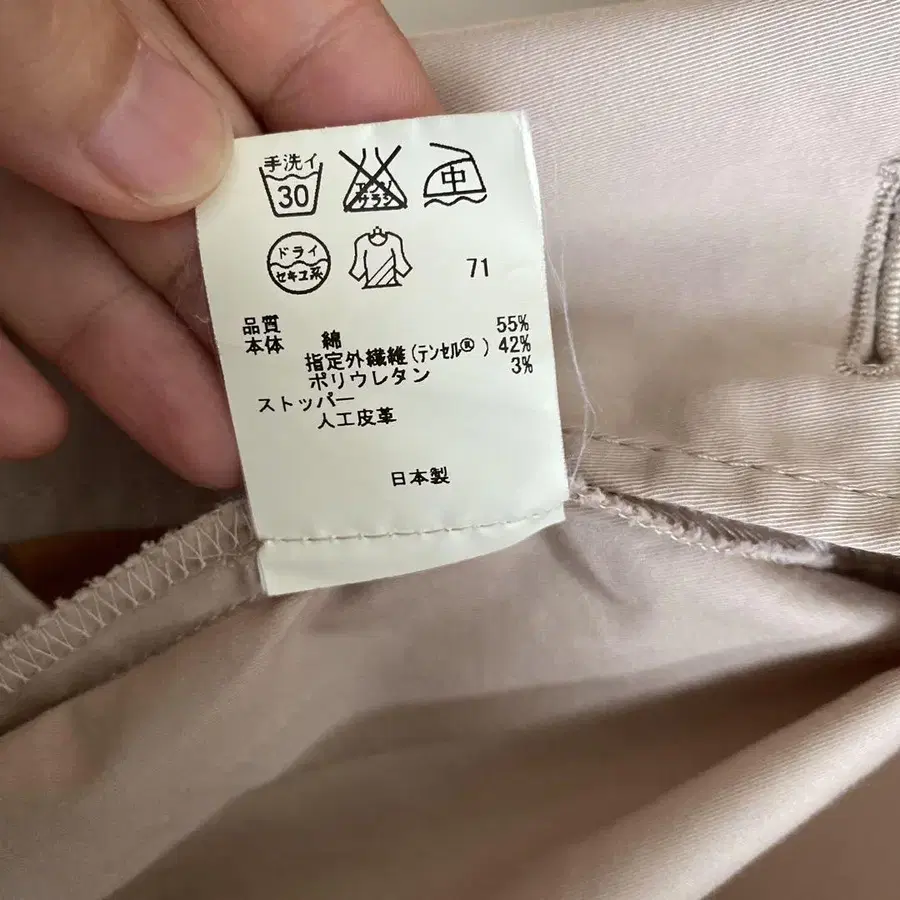 手洗イ
30
エンソ
サラシ
中
ドライ
セキユ系
71
品質
本体 綿 55%
指定外繊維(テンセル®) 42%
ポリウレタン 3%
ストッパー
人工皮革
日本製